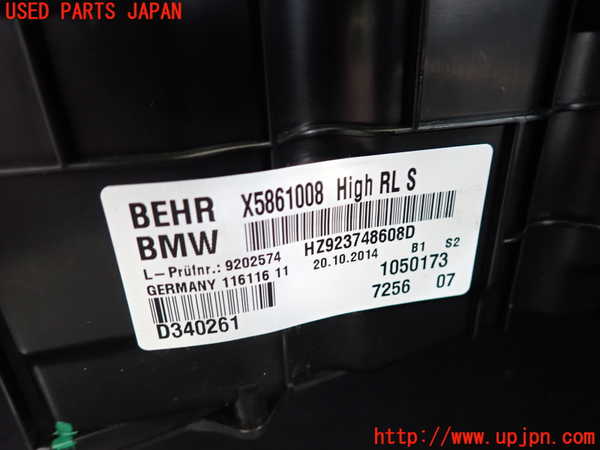 USED PARTS JAPAN
BEHR X5861008 High RL S
BMW HZ923748608D
L-Prüfnr.: 9202574 20.10.2014 B1 S2
GERMANY 116116 11 1050173
7256 07
D340261
http://www.upjpn.com/